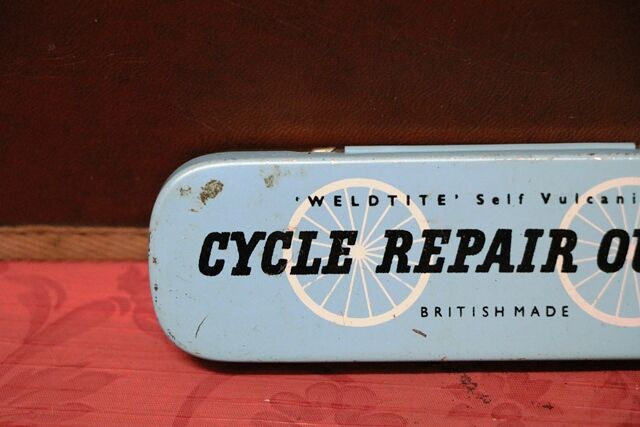 'WELDTITE' Self Vulcani
CYCLE REPAIR OU
BRITISH MADE